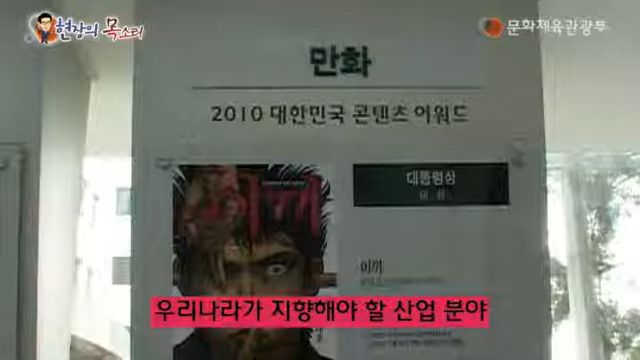 현장의 목소리
문화체육관광부
만화
2010 대한민국 콘텐츠 어워드
이끼
대통령상
이끼
우리나라가 지향해야 할 산업 분야